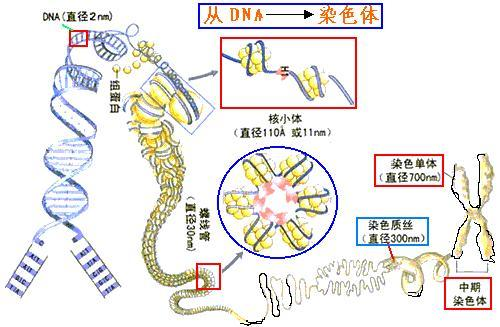 从DNA→染色体
DNA(直径2nm)
组蛋白
H
核小体
(直径110Å 或11nm)
螺线管
(直径30nm)
染色单体
(直径700nm)
染色质丝
(直径300nm)
中期
染色体